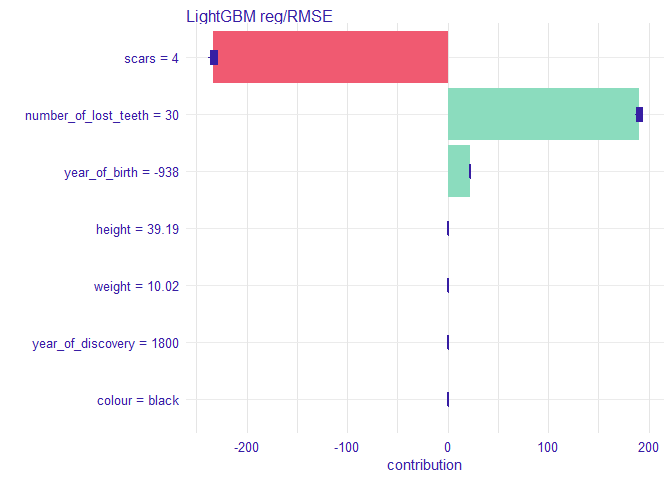 LightGBM reg/RMSE
scars = 4
number_of_lost_teeth = 30
year_of_birth = -938
height = 39.19
weight = 10.02
year_of_discovery = 1800
colour = black
-200 -100 0 100 200
contribution